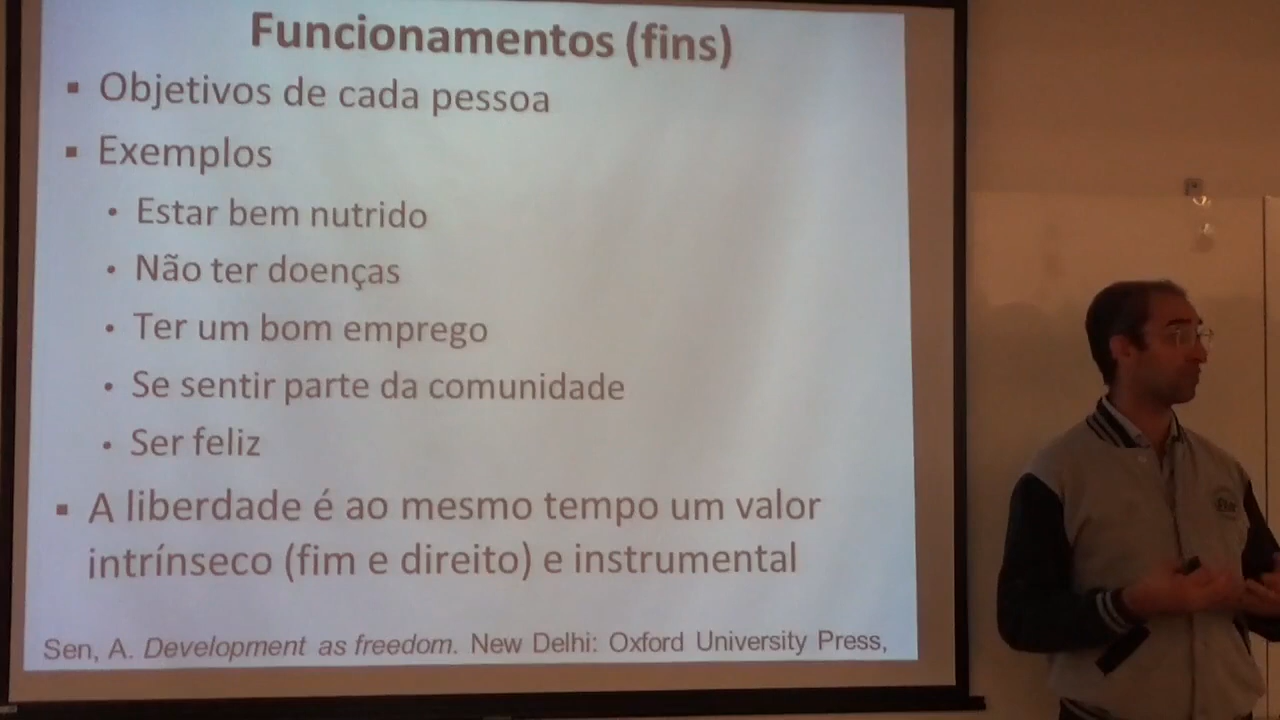 Funcionamentos (fins)
▪ Objetivos de cada pessoa
▪ Exemplos
• Estar bem nutrido
• Não ter doenças
• Ter um bom emprego
• Se sentir parte da comunidade
• Ser feliz
▪ A liberdade é ao mesmo tempo um valor
intrínseco (fim e direito) e instrumental
Sen, A. Development as freedom. New Delhi: Oxford University Press,